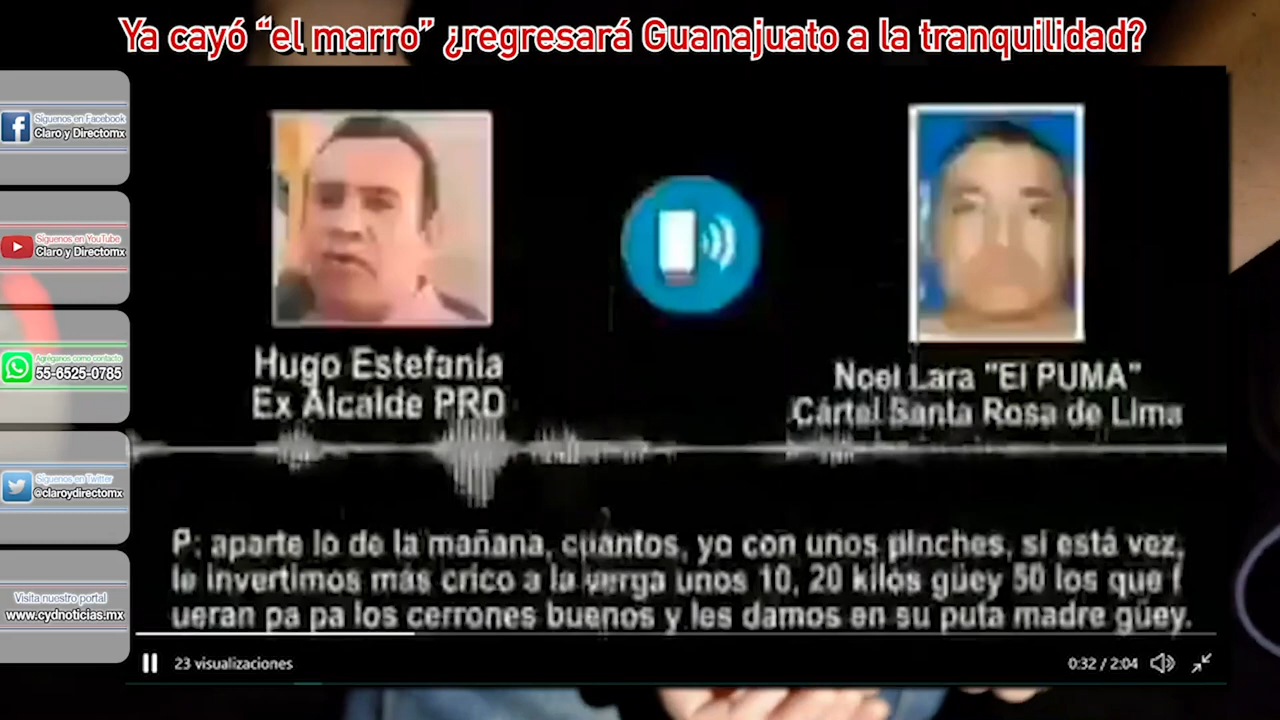 Ya cayó “el marro” ¿regresará Guanajuato a la tranquilidad?
Síguenos en Facebook
Claro y Directomx
Síguenos en YouTube
Claro y Directomx
Agréganos como contacto
55-6525-0785
Síguenos en Twitter
@claroydirectomx
Visita nuestro portal
www.cydnoticias.mx
Hugo Estefanía
Ex Alcalde PRD
Noel Lara "El PUMA"
Cártel Santa Rosa de Lima
P: aparte lo de la mañana, cuantos, yo con unos pinches, si está vez,
le invertimos más crico a la verga unos 10, 20 kilos güey 50 los que f
ueran pa pa los cerrones buenos y les damos en su puta madre güey.
23 visualizaciones
0:32 / 2:04